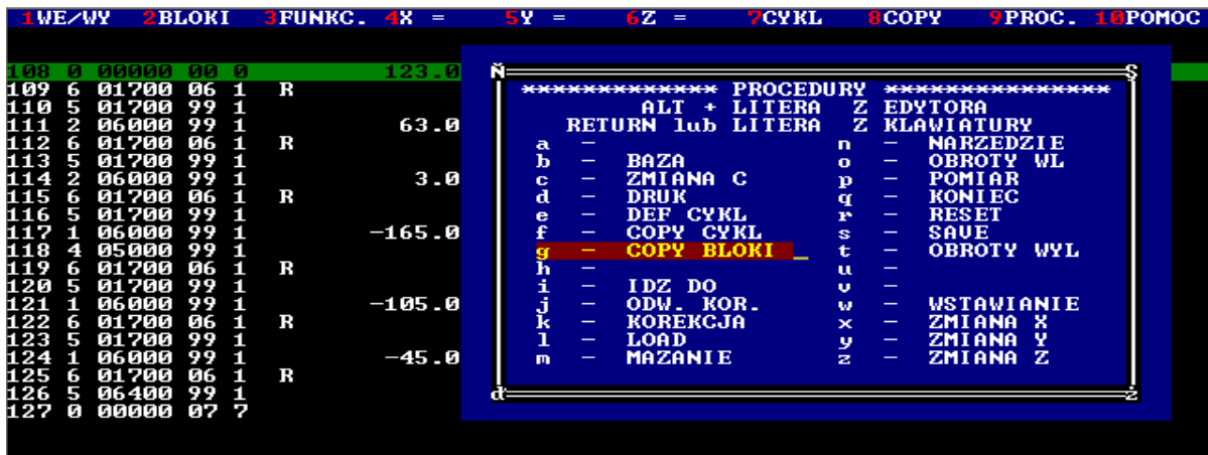 1WE/WY 2BLOKI 3FUNKC. 4X = 5Y = 6Z = 7CYKL 8COPY 9PROC. 10POMOC
108 0 00000 00 0 123.0
109 6 01700 06 1 R
110 5 01700 99 1
111 2 06000 99 1 63.0
112 6 01700 06 1 R
113 5 01700 99 1
114 2 06000 99 1 3.0
115 6 01700 06 1 R
116 5 01700 99 1
117 1 06000 99 1 -165.0
118 4 05000 99 1
119 6 01700 06 1 R
120 5 01700 99 1
121 1 06000 99 1 -105.0
122 6 01700 06 1 R
123 5 01700 99 1
124 1 06000 99 1 -45.0
125 6 01700 06 1 R
126 5 06400 99 1
127 0 00000 07 7
Ň Ş
************* PROCEDURY ***************
ALT + LITERA Z EDYTORA
RETURN lub LITERA Z KLAWIATURY
a - n - NARZEDZIE
b - BAZA o - OBROTY WL
c - ZMIANA C p - POMIAR
d - DRUK q - KONIEC
e - DEF CYKL r - RESET
f - COPY CYKL s - SAVE
g - COPY BLOKI _ t - OBROTY WYL
h - u -
i - IDZ DO v -
j - ODW. KOR. w - WSTAWIANIE
k - KOREKCJA x - ZMIANA X
l - LOAD y - ZMIANA Y
m - MAZANIE z - ZMIANA Z
ď ż